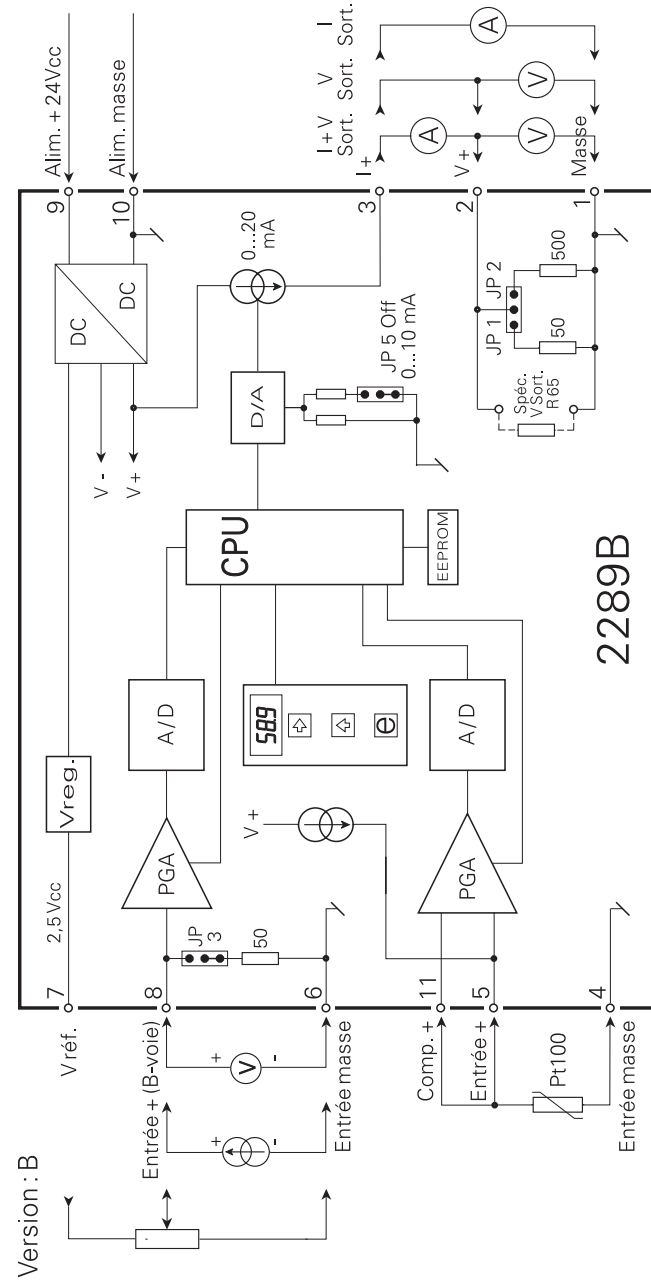 Version : B
V réf.
7
2,5 Vcc
Vreg.
DC
DC
9
Alim. + 24Vcc
10
Alim. masse
V -
V +
Entrée + (B-voie)
8
PGA
A/D
CPU
D/A
0...20
mA
JP
3
50
+
V
-
+
-
6
Entrée masse
58.9
e
EEPROM
JP 5 Off
0...10 mA
3
I+
I + V
Sort.
V
Sort.
I
Sort.
A
A
V +
Comp. +
11
Entrée +
5
PGA
A/D
Pt100
4
Entrée masse
2
V+
JP 1
JP 2
50
500
Spéc.
V Sort.
R 65
V
V
1
Masse
2289B